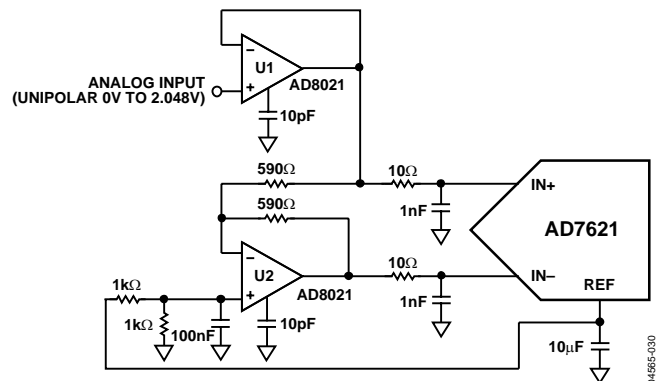 U1
AD8021
ANALOG INPUT
(UNIPOLAR 0V TO 2.048V)
10pF
590Ω
10Ω
IN+
590Ω
1nF
AD7621
U2
10Ω
IN–
AD8021
1kΩ
REF
1nF
1kΩ
100nF
10pF
10µF
04565-030
−
+
−
+